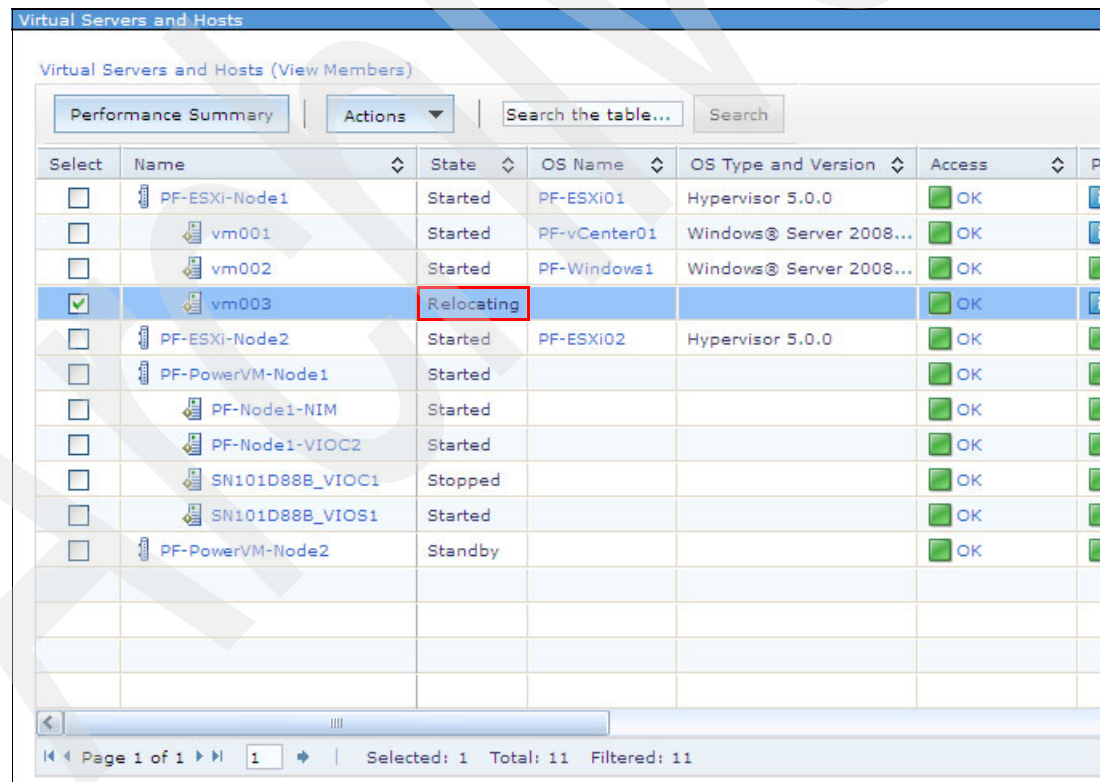 Virtual Servers and Hosts
Virtual Servers and Hosts (View Members)
Performance Summary | Actions | Search the table... Search
Select Name State OS Name OS Type and Version Access P
PF-ESXi-Node1 Started PF-ESXi01 Hypervisor 5.0.0 OK
vm001 Started PF-vCenter01 Windows® Server 2008... OK
vm002 Started PF-Windows1 Windows® Server 2008... OK
vm003 Relocating OK
PF-ESXi-Node2 Started PF-ESXi02 Hypervisor 5.0.0 OK
PF-PowerVM-Node1 Started OK
PF-Node1-NIM Started OK
PF-Node1-VIOC2 Started OK
SN101D88B_VIOC1 Stopped OK
SN101D88B_VIOS1 Started OK
PF-PowerVM-Node2 Standby OK
Page 1 of 1 1 | Selected: 1 Total: 11 Filtered: 11